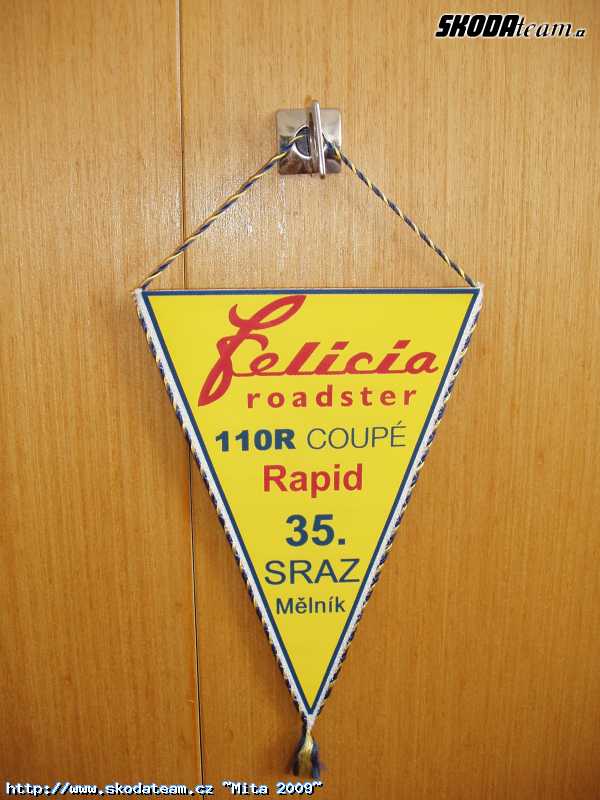 SKODAteam.cz
Felicia
roadster
110R COUPÉ
Rapid
35.
SRAZ
Mělník
http://www.skodateam.cz ~Mita 2009~